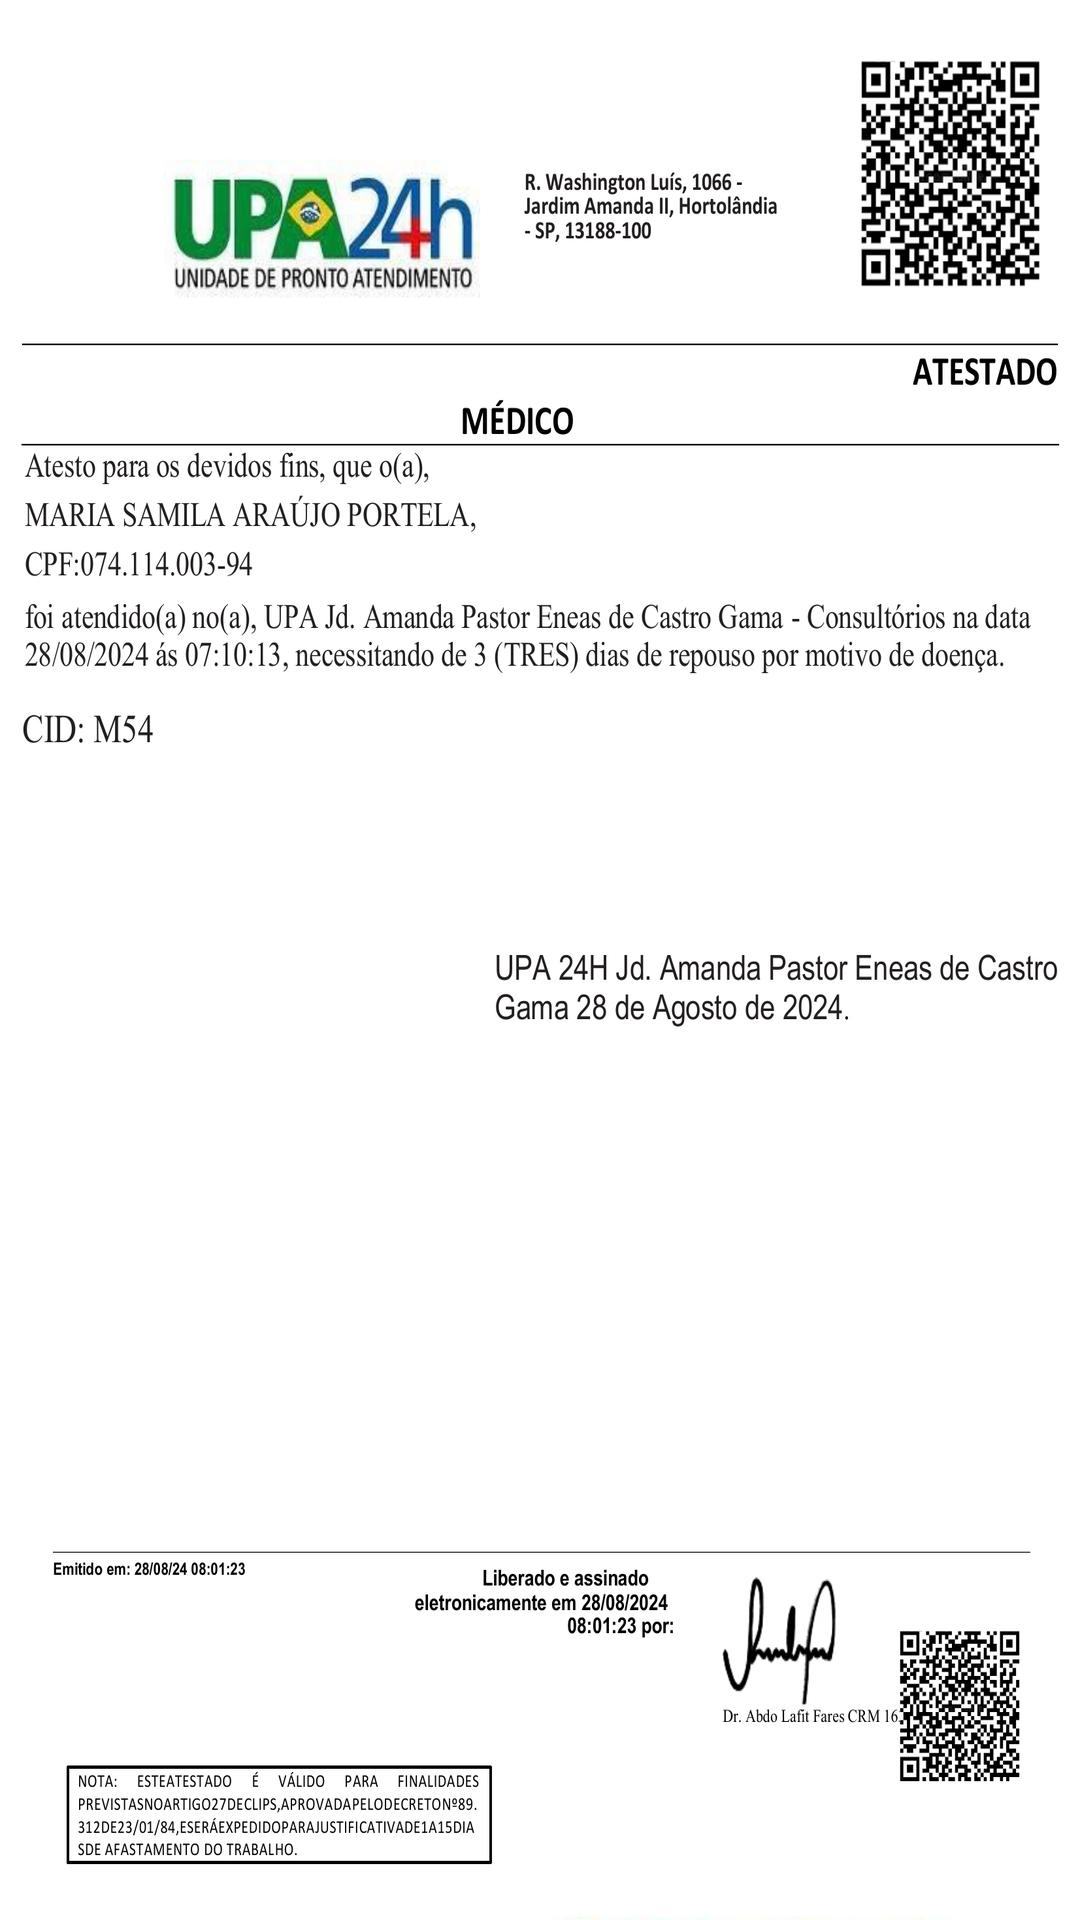 UPA24h
UNIDADE DE PRONTO ATENDIMENTO
R. Washington Luís, 1066 -
Jardim Amanda II, Hortolândia
- SP, 13188-100
ATESTADO
MÉDICO
Atesto para os devidos fins, que o(a),
MARIA SAMILA ARAÚJO PORTELA,
CPF:074.114.003-94
foi atendido(a) no(a), UPA Jd. Amanda Pastor Eneas de Castro Gama - Consultórios na data
28/08/2024 ás 07:10:13, necessitando de 3 (TRES) dias de repouso por motivo de doença.
CID: M54
UPA 24H Jd. Amanda Pastor Eneas de Castro
Gama 28 de Agosto de 2024.
Emitido em: 28/08/24 08:01:23
Liberado e assinado
eletronicamente em 28/08/2024
08:01:23 por:
Dr. Abdo Lafit Fares CRM 16
NOTA: ESTEATESTADO É VÁLIDO PARA FINALIDADES
PREVISTASNOARTIGO27DECLIPS,APROVADAPELODECRETONº89.
312DE23/01/84,ESERÁEXPEDIDOPARAJUSTIFICATIVADE1A15DIA
SDE AFASTAMENTO DO TRABALHO.